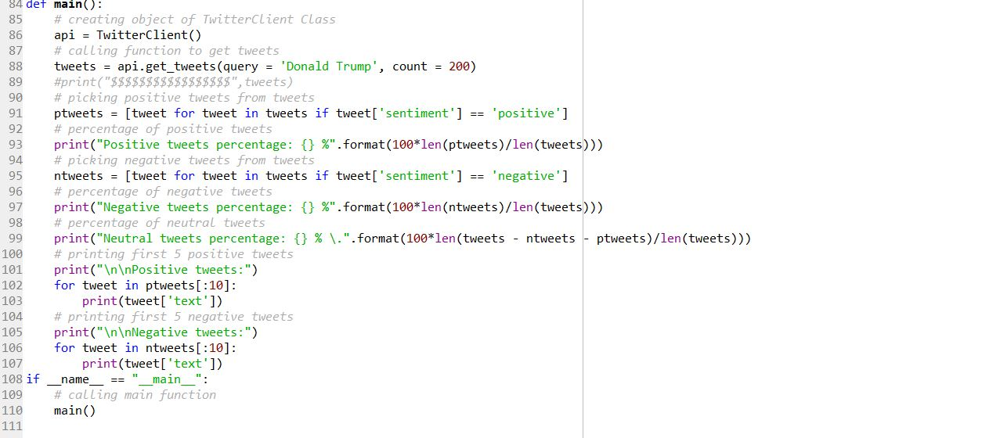 84 def main():
85     # creating object of TwitterClient Class
86     api = TwitterClient()
87     # calling function to get tweets
88     tweets = api.get_tweets(query = 'Donald Trump', count = 200)
89     #print("$$$$$$$$$$$$$$$$$",tweets)
90     # picking positive tweets from tweets
91     ptweets = [tweet for tweet in tweets if tweet['sentiment'] == 'positive']
92     # percentage of positive tweets
93     print("Positive tweets percentage: {} %".format(100*len(ptweets)/len(tweets)))
94     # picking negative tweets from tweets
95     ntweets = [tweet for tweet in tweets if tweet['sentiment'] == 'negative']
96     # percentage of negative tweets
97     print("Negative tweets percentage: {} %".format(100*len(ntweets)/len(tweets)))
98     # percentage of neutral tweets
99     print("Neutral tweets percentage: {} % \.".format(100*len(tweets - ntweets - ptweets)/len(tweets)))
100     # printing first 5 positive tweets
101     print("\n\nPositive tweets:")
102     for tweet in ptweets[:10]:
103         print(tweet['text'])
104     # printing first 5 negative tweets
105     print("\n\nNegative tweets:")
106     for tweet in ntweets[:10]:
107         print(tweet['text'])
108 if __name__ == "__main__":
109     # calling main function
110     main()
111